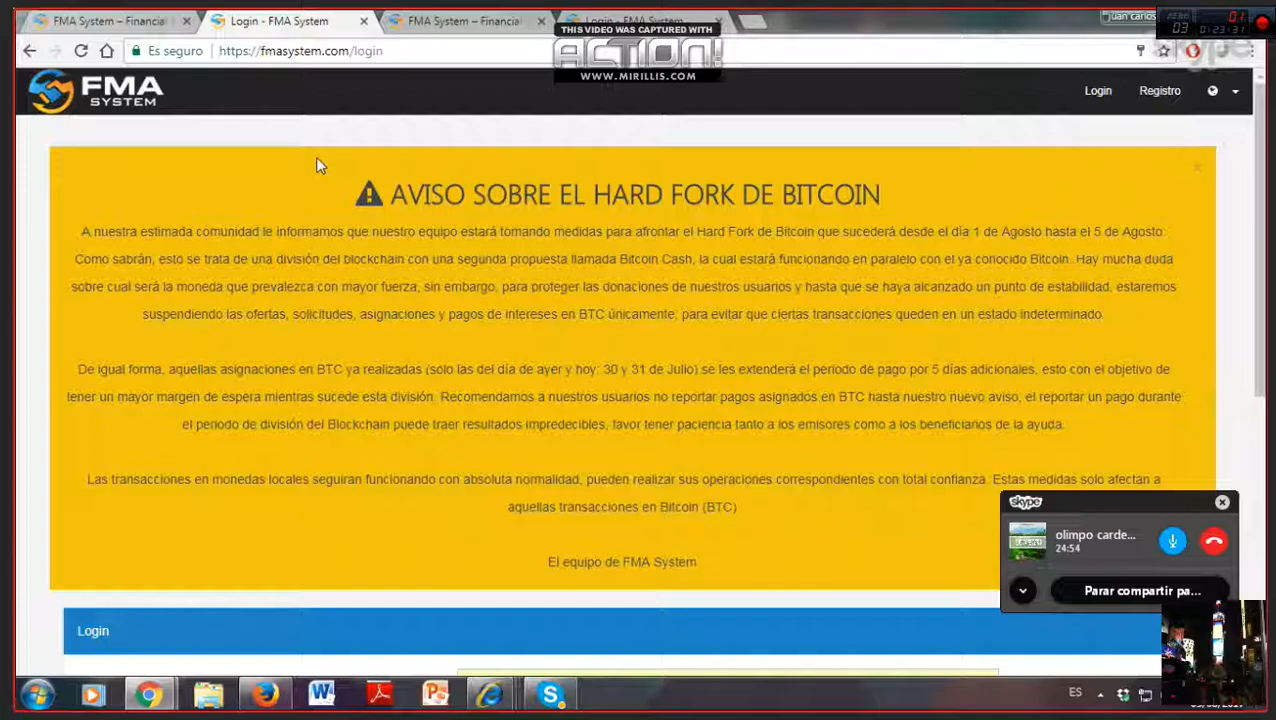 FMA System – Financial
Login - FMA System
FMA System – Financial
Login - FMA System
juan carlos
03
01
01:23:31
THIS VIDEO WAS CAPTURED WITH
ACTION!
WWW.MIRILLIS.COM
Es seguro
https://fmasystem.com/login
skype
FMA
SYSTEM
Login
Registro
AVISO SOBRE EL HARD FORK DE BITCOIN
A nuestra estimada comunidad le informamos que nuestro equipo estará tomando medidas para afrontar el Hard Fork de Bitcoin que sucederá desde el día 1 de Agosto hasta el 5 de Agosto.
Como sabrán, esto se trata de una división del blockchain con una segunda propuesta llamada Bitcoin Cash, la cual estará funcionando en paralelo con el ya conocido Bitcoin. Hay mucha duda
sobre cual será la moneda que prevalezca con mayor fuerza, sin embargo, para proteger las donaciones de nuestros usuarios y hasta que se haya alcanzado un punto de estabilidad, estaremos
suspendiendo las ofertas, solicitudes, asignaciones y pagos de intereses en BTC únicamente, para evitar que ciertas transacciones queden en un estado indeterminado.
De igual forma, aquellas asignaciones en BTC ya realizadas (solo las del día de ayer y hoy: 30 y 31 de Julio) se les extenderá el periodo de pago por 5 días adicionales, esto con el objetivo de
tener un mayor margen de espera mientras sucede esta división. Recomendamos a nuestros usuarios no reportar pagos asignados en BTC hasta nuestro nuevo aviso, el reportar un pago durante
el periodo de división del Blockchain puede traer resultados impredecibles, favor tener paciencia tanto a los emisores como a los beneficiarios de la ayuda.
Las transacciones en monedas locales seguiran funcionando con absoluta normalidad, pueden realizar sus operaciones correspondientes con total confianza. Estas medidas solo afectan a
aquellas transacciones en Bitcoin (BTC)
El equipo de FMA System
skype
olimpo carde...
24:54
Parar compartir pa...
Login
ES